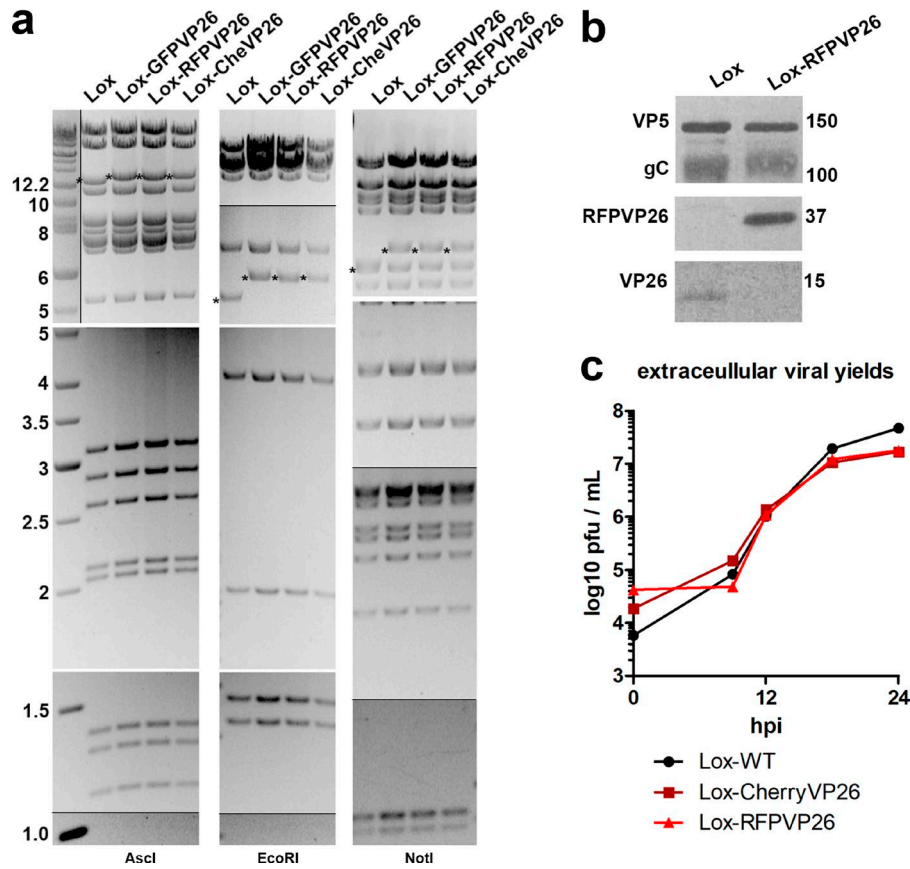 a
Lox
Lox-GFPVP26
Lox-RFPVP26
Lox-CheVP26
Lox
Lox-GFPVP26
Lox-RFPVP26
Lox-CheVP26
Lox
Lox-GFPVP26
Lox-RFPVP26
Lox-CheVP26
12.2
10
8
6
5
5
4
3.5
3
2.5
2
1.5
1.0
*
*
*
*
*
*
*
*
*
*
*
*
AscI
EcoRI
NotI
b
Lox
Lox-RFPVP26
VP5
150
gC
100
RFPVP26
37
VP26
15
c
extraceullular viral yields
log10 pfu / mL
8
7
6
5
4
3
0
12
24
hpi
Lox-WT
Lox-CherryVP26
Lox-RFPVP26